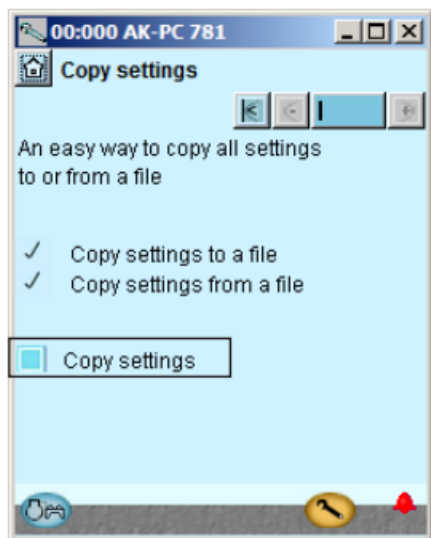 00:000 AK-PC 781
Copy settings
An easy way to copy all settings
to or from a file
Copy settings to a file
Copy settings from a file
Copy settings